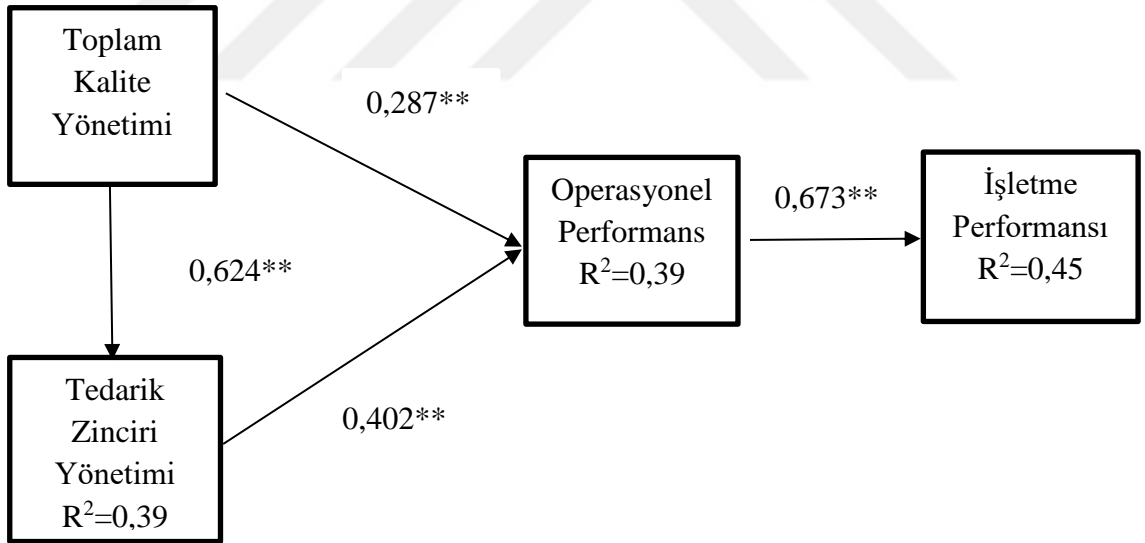 Toplam
Kalite
Yönetimi
0,287**
Operasyonel
Performans
R²=0,39
0,673**
İşletme
Performansı
R²=0,45
0,624**
Tedarik
Zinciri
Yönetimi
R²=0,39
0,402**